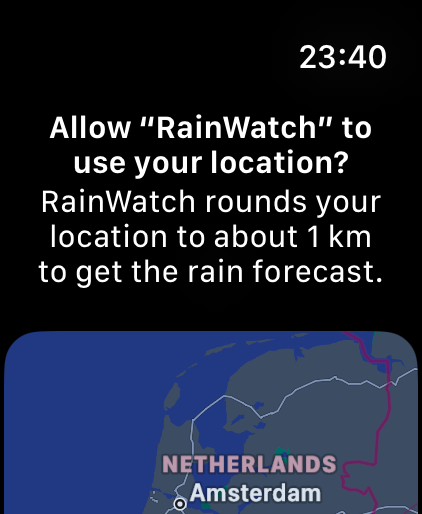 23:40
Allow “RainWatch” to
use your location?
RainWatch rounds your
location to about 1 km
to get the rain forecast.
NETHERLANDS
Amsterdam